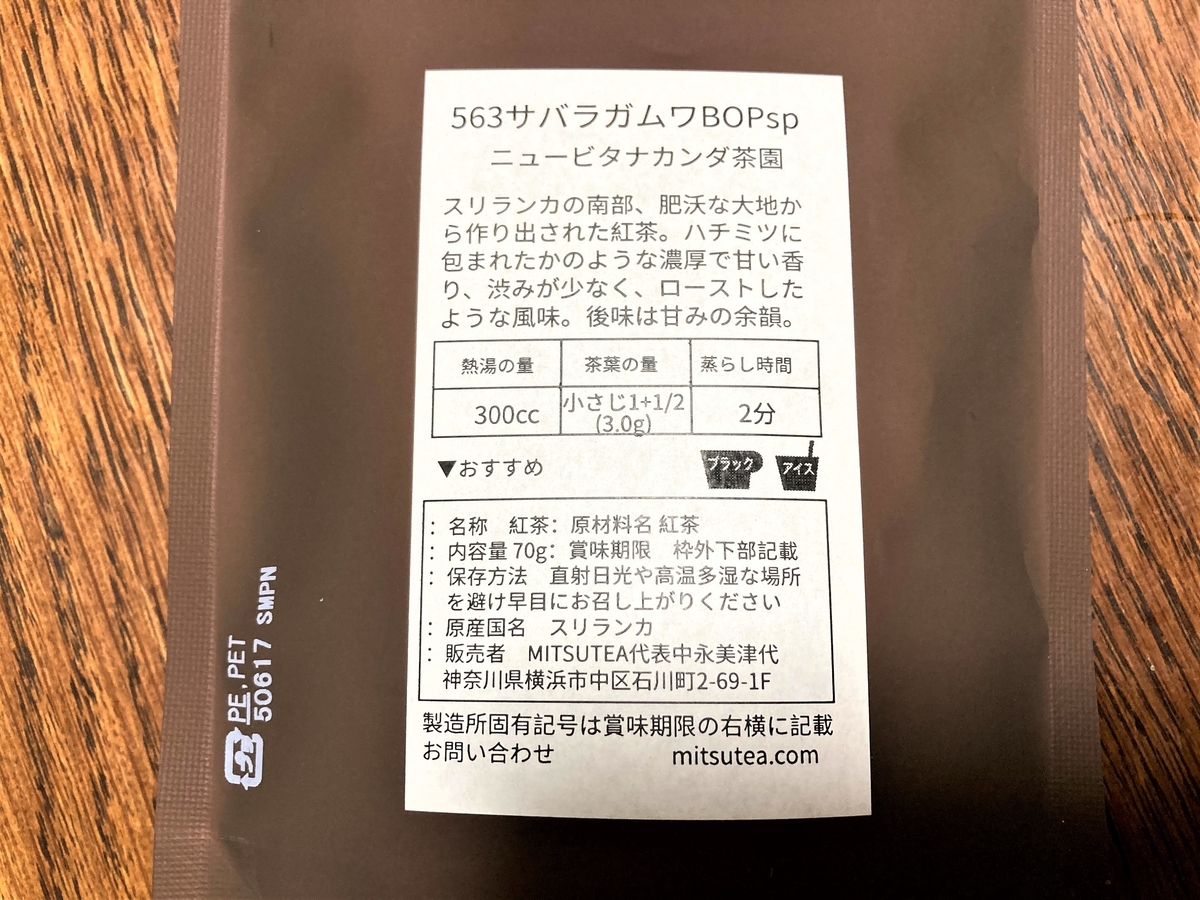 563サバラガムワBOPsp
ニュービタナカンダ茶園
スリランカの南部、肥沃な大地か
ら作り出された紅茶。ハチミツに
包まれたかのような濃厚で甘い香
り、渋みが少なく、ローストした
ような風味。後味は甘みの余韻。
熱湯の量 茶葉の量 蒸らし時間
300cc 小さじ1+1/2 2分
(3.0g)
▼おすすめ ブラック アイス
：名称　紅茶：原材料名 紅茶
：内容量 70g：賞味期限　枠外下部記載
：保存方法　直射日光や高温多湿な場所
を避け早目にお召し上がりください
：原産国名　スリランカ
：販売者　MITSUTEA代表中永美津代
神奈川県横浜市中区石川町2-69-1F
製造所固有記号は賞味期限の右横に記載
お問い合わせ mitsutea.com
プラ PE,PET
50617 SMPN